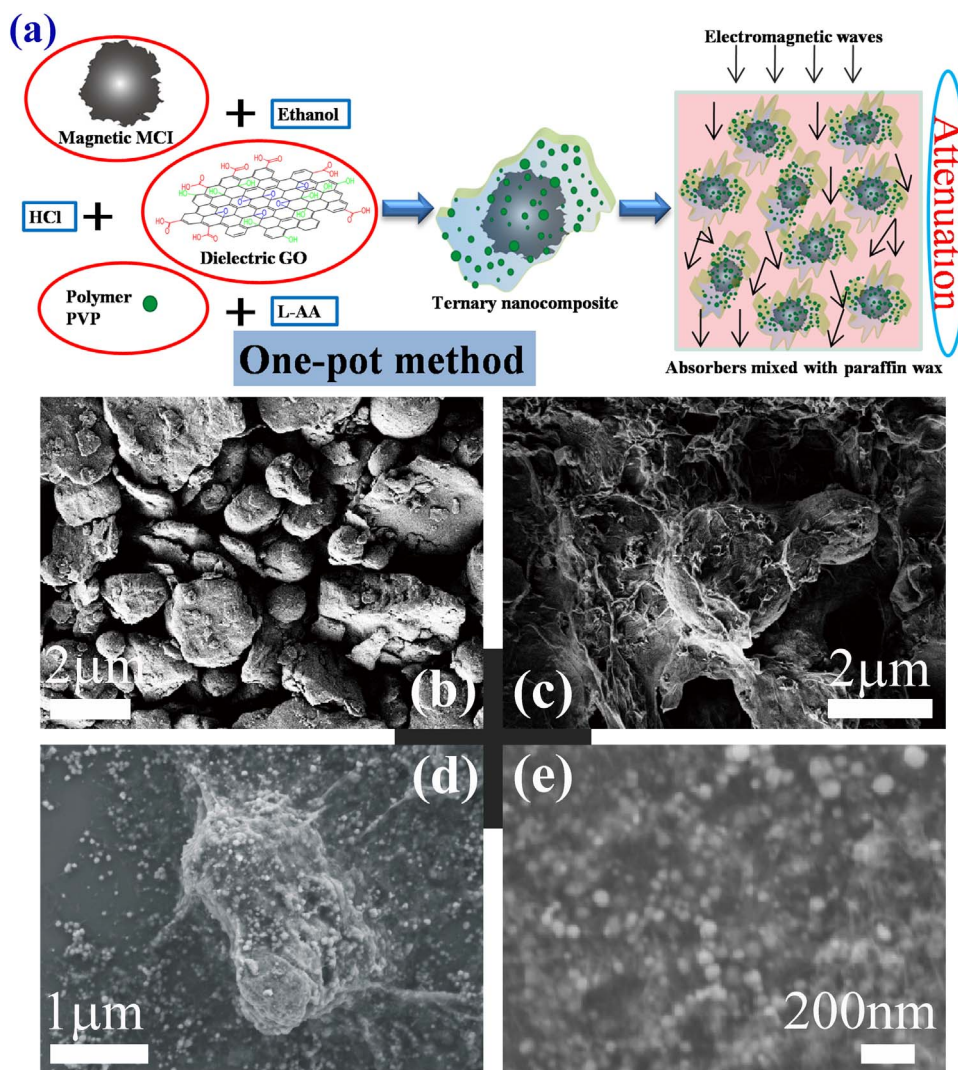 (a)
Magnetic MCI
+
Ethanol
HCl
+
Dielectric GO
Polymer
PVP
+
L-AA
One-pot method
Ternary nanocomposite
Electromagnetic waves
Attenuation
Absorbers mixed with paraffin wax
2μm
(b)
(c)
2μm
(d)
1μm
(e)
200nm